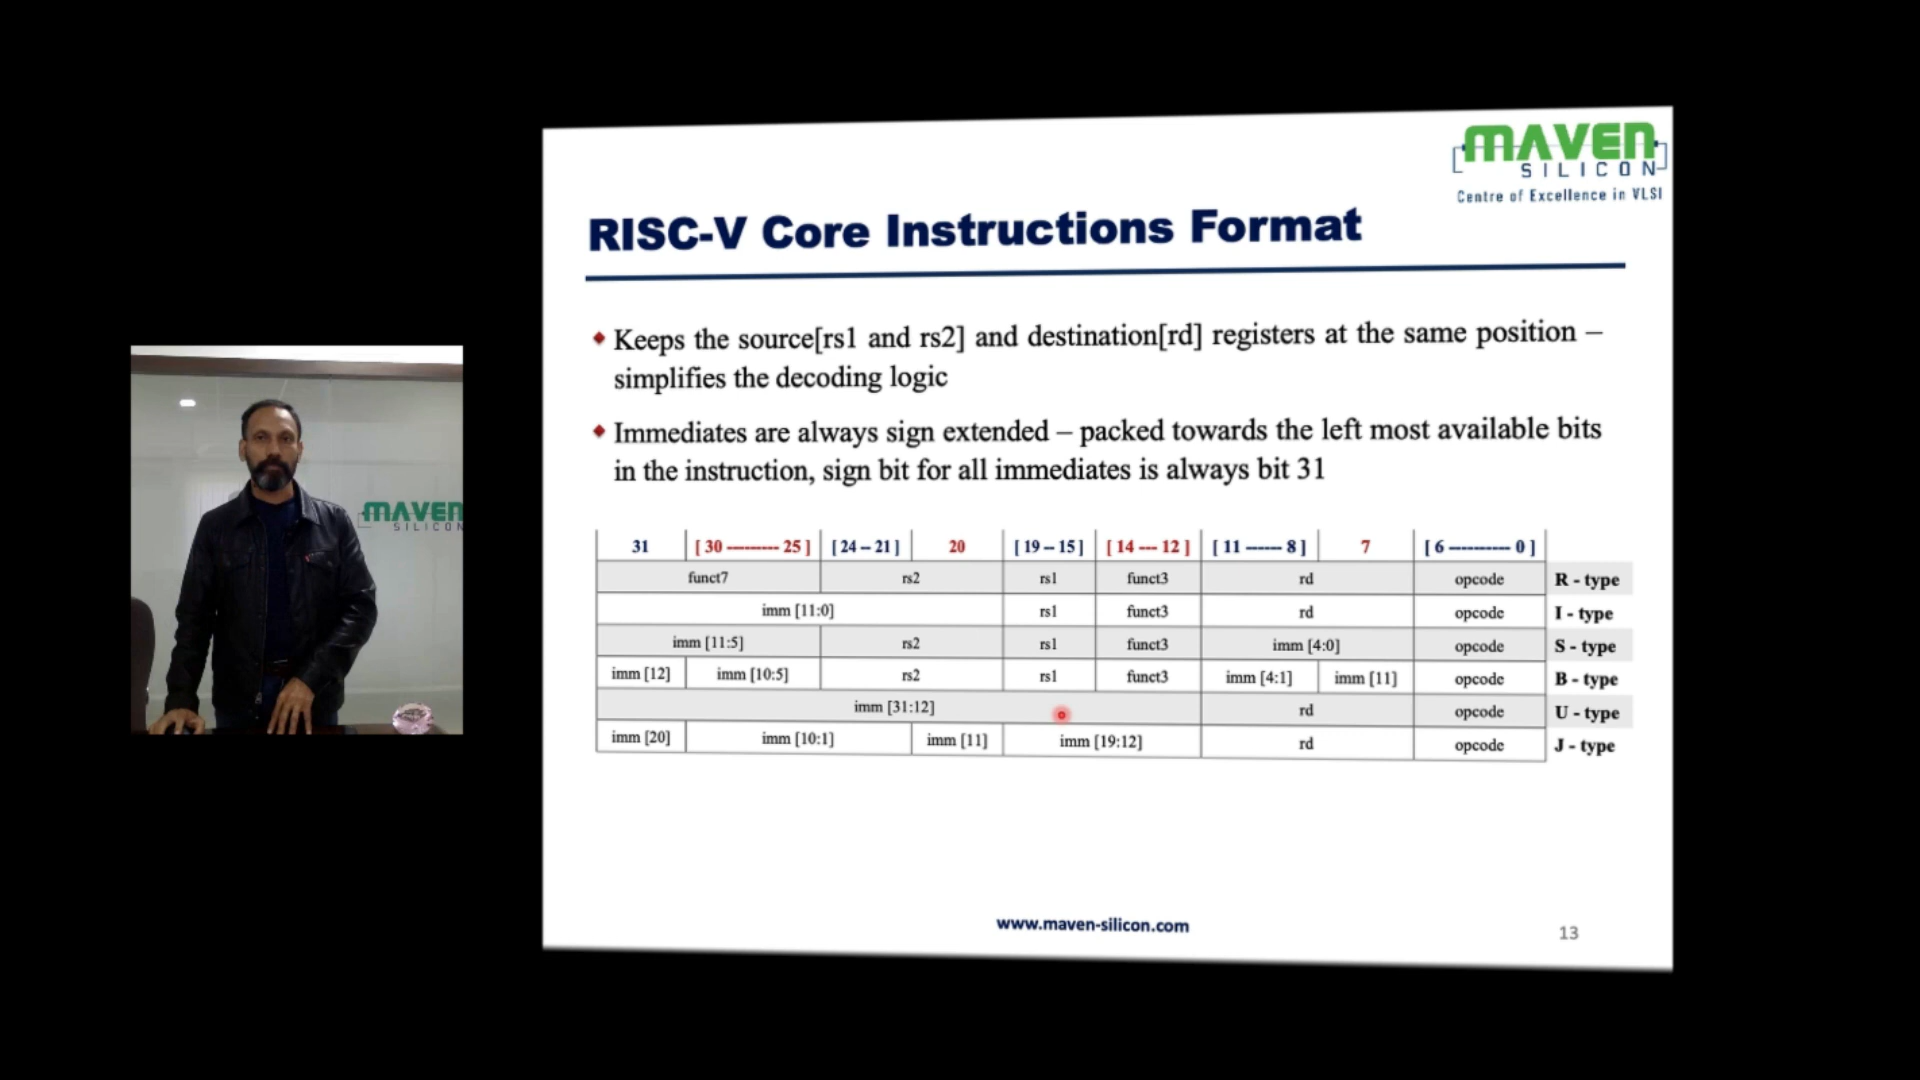 MAVEN
SILICON
Centre of Excellence in VLSI
RISC-V Core Instructions Format
Keeps the source[rs1 and rs2] and destination[rd] registers at the same position –
simplifies the decoding logic
Immediates are always sign extended – packed towards the left most available bits
in the instruction, sign bit for all immediates is always bit 31
31 [ 30 --------- 25 ] [ 24 – 21 ] 20 [ 19 – 15 ] [ 14 --- 12 ] [ 11 ------ 8 ] 7 [ 6 ---------- 0 ]
funct7 rs2 rs1 funct3 rd opcode R - type
imm [11:0] rs1 funct3 rd opcode I - type
imm [11:5] rs2 rs1 funct3 imm [4:0] opcode S - type
imm [12] imm [10:5] rs2 rs1 funct3 imm [4:1] imm [11] opcode B - type
imm [31:12] rd opcode U - type
imm [20] imm [10:1] imm [11] imm [19:12] rd opcode J - type
www.maven-silicon.com
13
MAVEN
SILICON